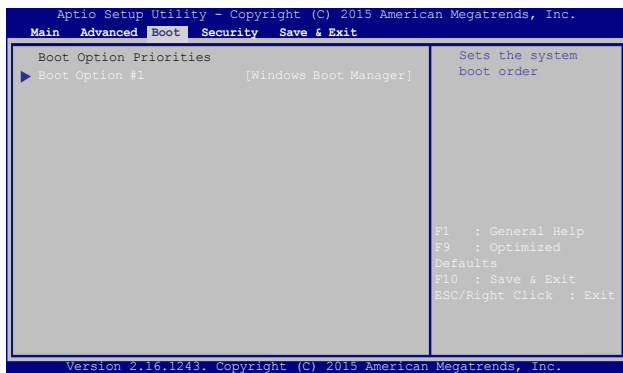 Aptio Setup Utility - Copyright (C) 2015 American Megatrends, Inc.
Main Advanced Boot Security Save & Exit
Boot Option Priorities
Boot Option #1 [Windows Boot Manager]
Sets the system
boot order
F1 : General Help
F9 : Optimized
Defaults
F10 : Save & Exit
ESC/Right Click : Exit
Version 2.16.1243. Copyright (C) 2015 American Megatrends, Inc.